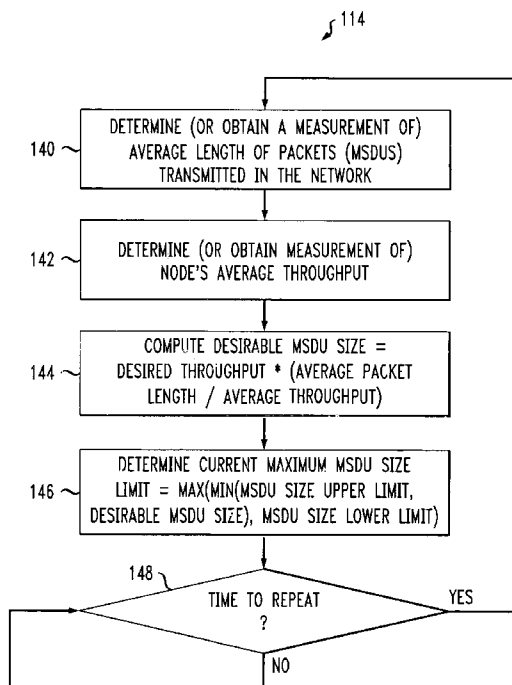 114
140
DETERMINE (OR OBTAIN A MEASUREMENT OF)
AVERAGE LENGTH OF PACKETS (MSDUS)
TRANSMITTED IN THE NETWORK
142
DETERMINE (OR OBTAIN MEASUREMENT OF)
NODE'S AVERAGE THROUGHPUT
144
COMPUTE DESIRABLE MSDU SIZE =
DESIRED THROUGHPUT * (AVERAGE PACKET
LENGTH / AVERAGE THROUGHPUT)
146
DETERMINE CURRENT MAXIMUM MSDU SIZE
LIMIT = MAX(MIN(MSDU SIZE UPPER LIMIT,
DESIRABLE MSDU SIZE), MSDU SIZE LOWER LIMIT)
148
TIME TO REPEAT
?
YES
NO